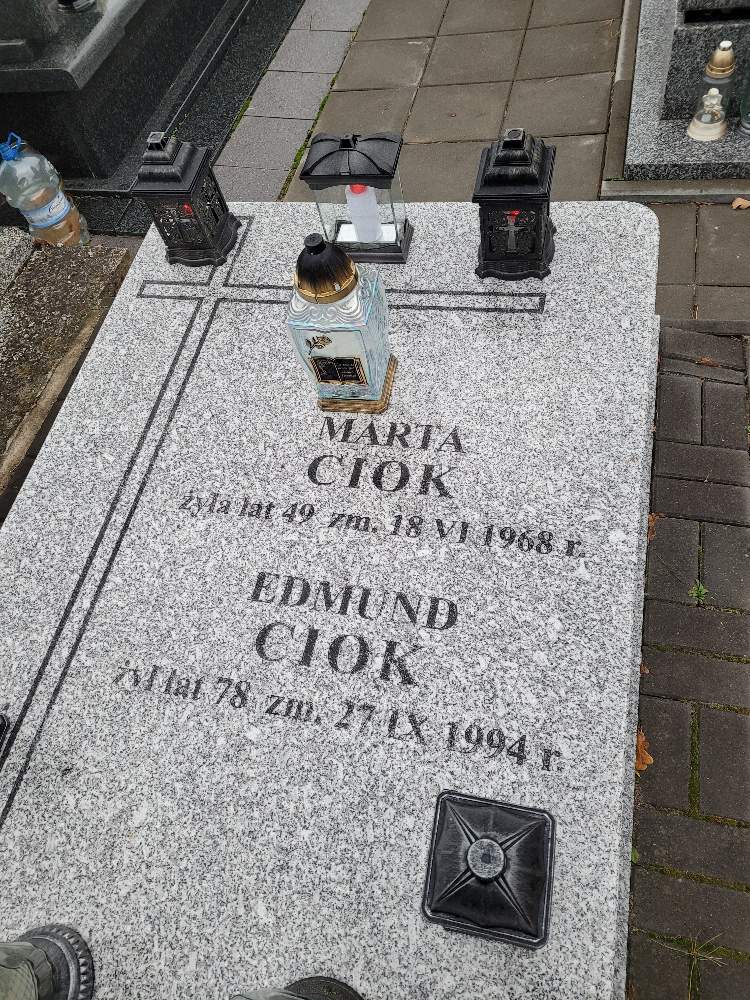 MARTA
CIOK
żyła lat 49 zm. 18 VI 1968 r.
EDMUND
CIOK
żył lat 78 zm. 27 IX 1994 r.